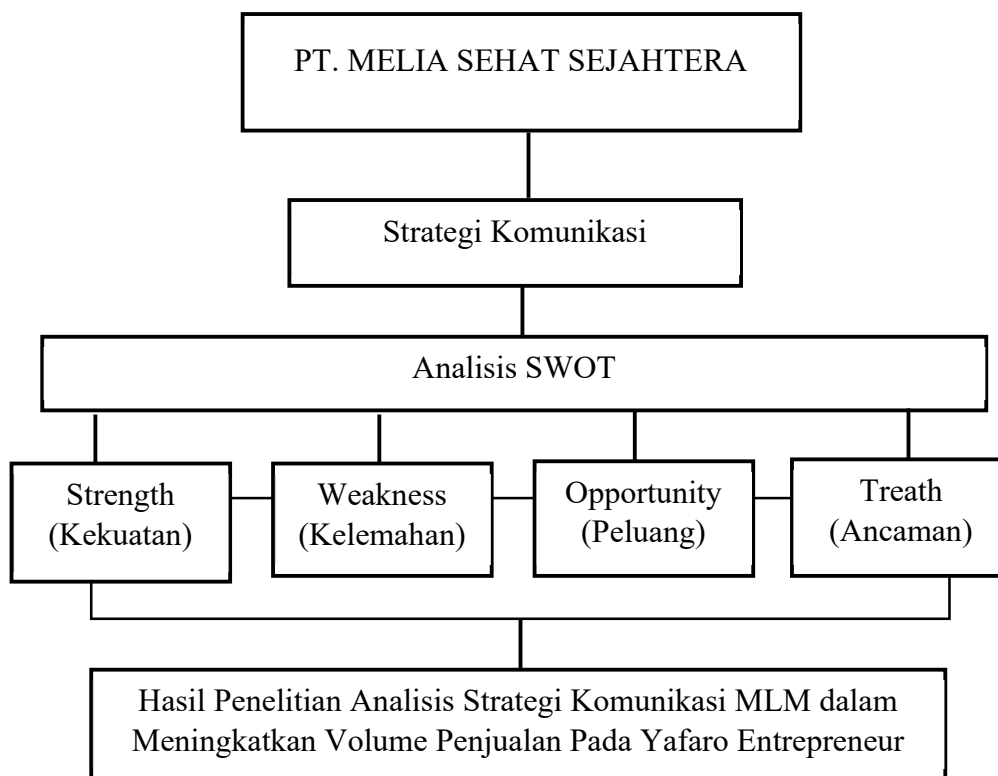 PT. MELIA SEHAT SEJAHTERA
Strategi Komunikasi
Analisis SWOT
Strength
(Kekuatan)
Weakness
(Kelemahan)
Opportunity
(Peluang)
Treath
(Ancaman)
Hasil Penelitian Analisis Strategi Komunikasi MLM dalam
Meningkatkan Volume Penjualan Pada Yafaro Entrepreneur